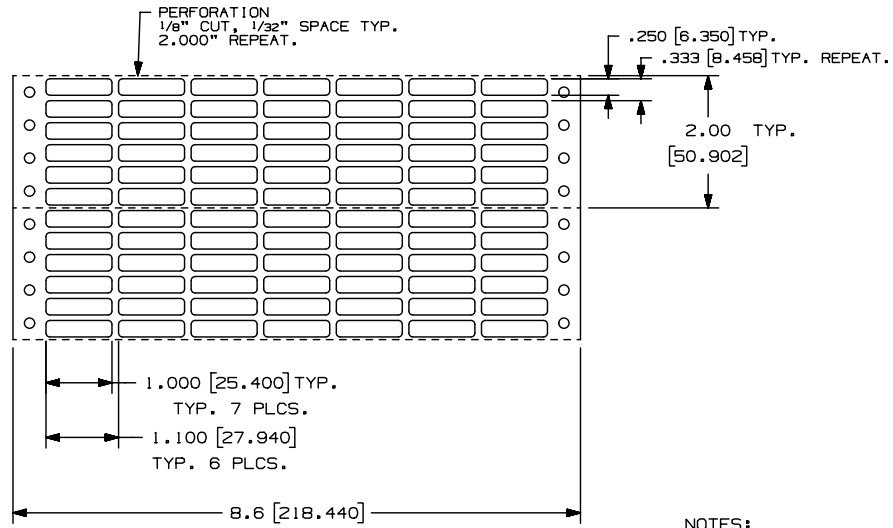 PERFORATION
1/8" CUT, 1/32" SPACE TYP.
2.000" REPEAT.
.250 [6.350] TYP.
.333 [8.458] TYP. REPEAT.
2.00 TYP.
[50.902]
1.000 [25.400] TYP.
TYP. 7 PLCS.
1.100 [27.940]
TYP. 6 PLCS.
8.6 [218.440]
NOTES: